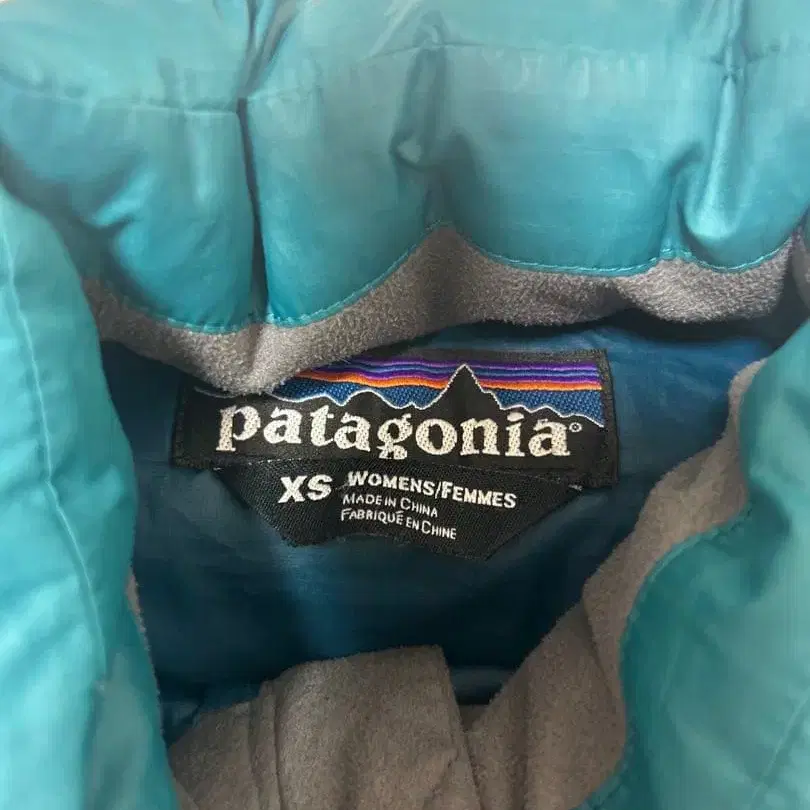 patagonia®
XS WOMENS/FEMMES
MADE IN CHINA
FABRIQUÉ EN CHINE